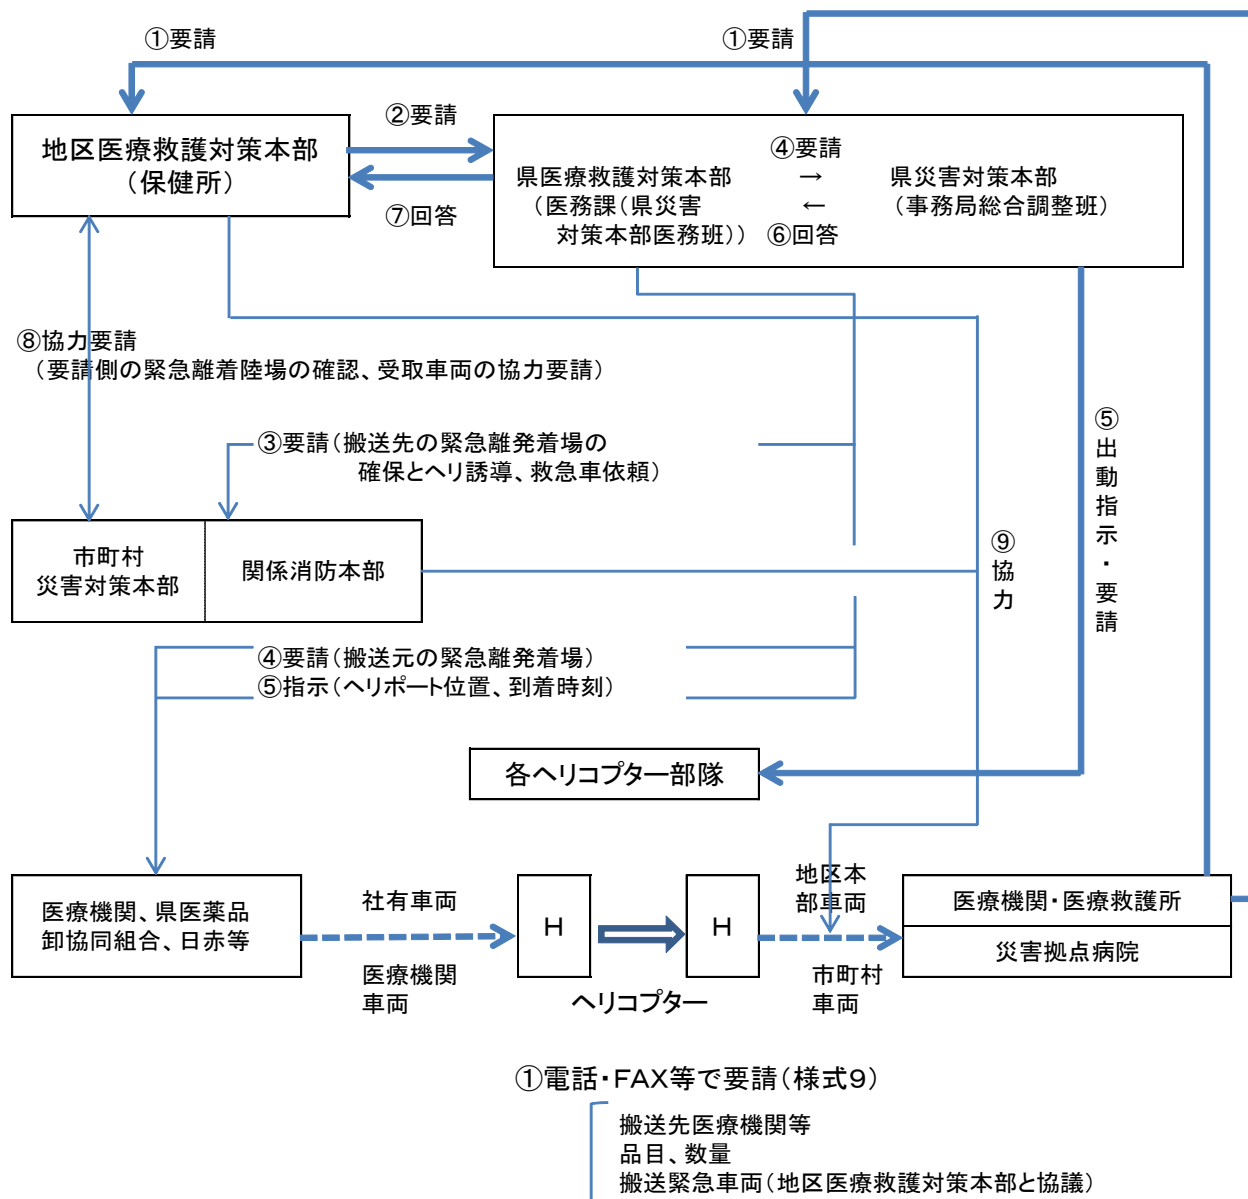 ①要請
①要請
②要請
地区医療救護対策本部
（保健所）
④要請
県医療救護対策本部
→
県災害対策本部
（医務課（県災害
←
（事務局総合調整班）
対策本部医務班））
⑥回答
⑦回答
⑧協力要請
（要請側の緊急離着陸場の確認、受取車両の協力要請）
③要請（搬送先の緊急離発着場の
確保とヘリ誘導、救急車依頼）
⑤出動指示・要請
市町村
災害対策本部
関係消防本部
⑨協力
④要請（搬送元の緊急離発着場）
⑤指示（ヘリポート位置、到着時刻）
各ヘリコプター部隊
医療機関、県医薬品
卸協同組合、日赤等
社有車両
医療機関
車両
H
H
ヘリコプター
地区本
部車両
市町村
車両
医療機関・医療救護所
災害拠点病院
①電話・FAX等で要請（様式９）
搬送先医療機関等
品目、数量
搬送緊急車両（地区医療救護対策本部と協議）